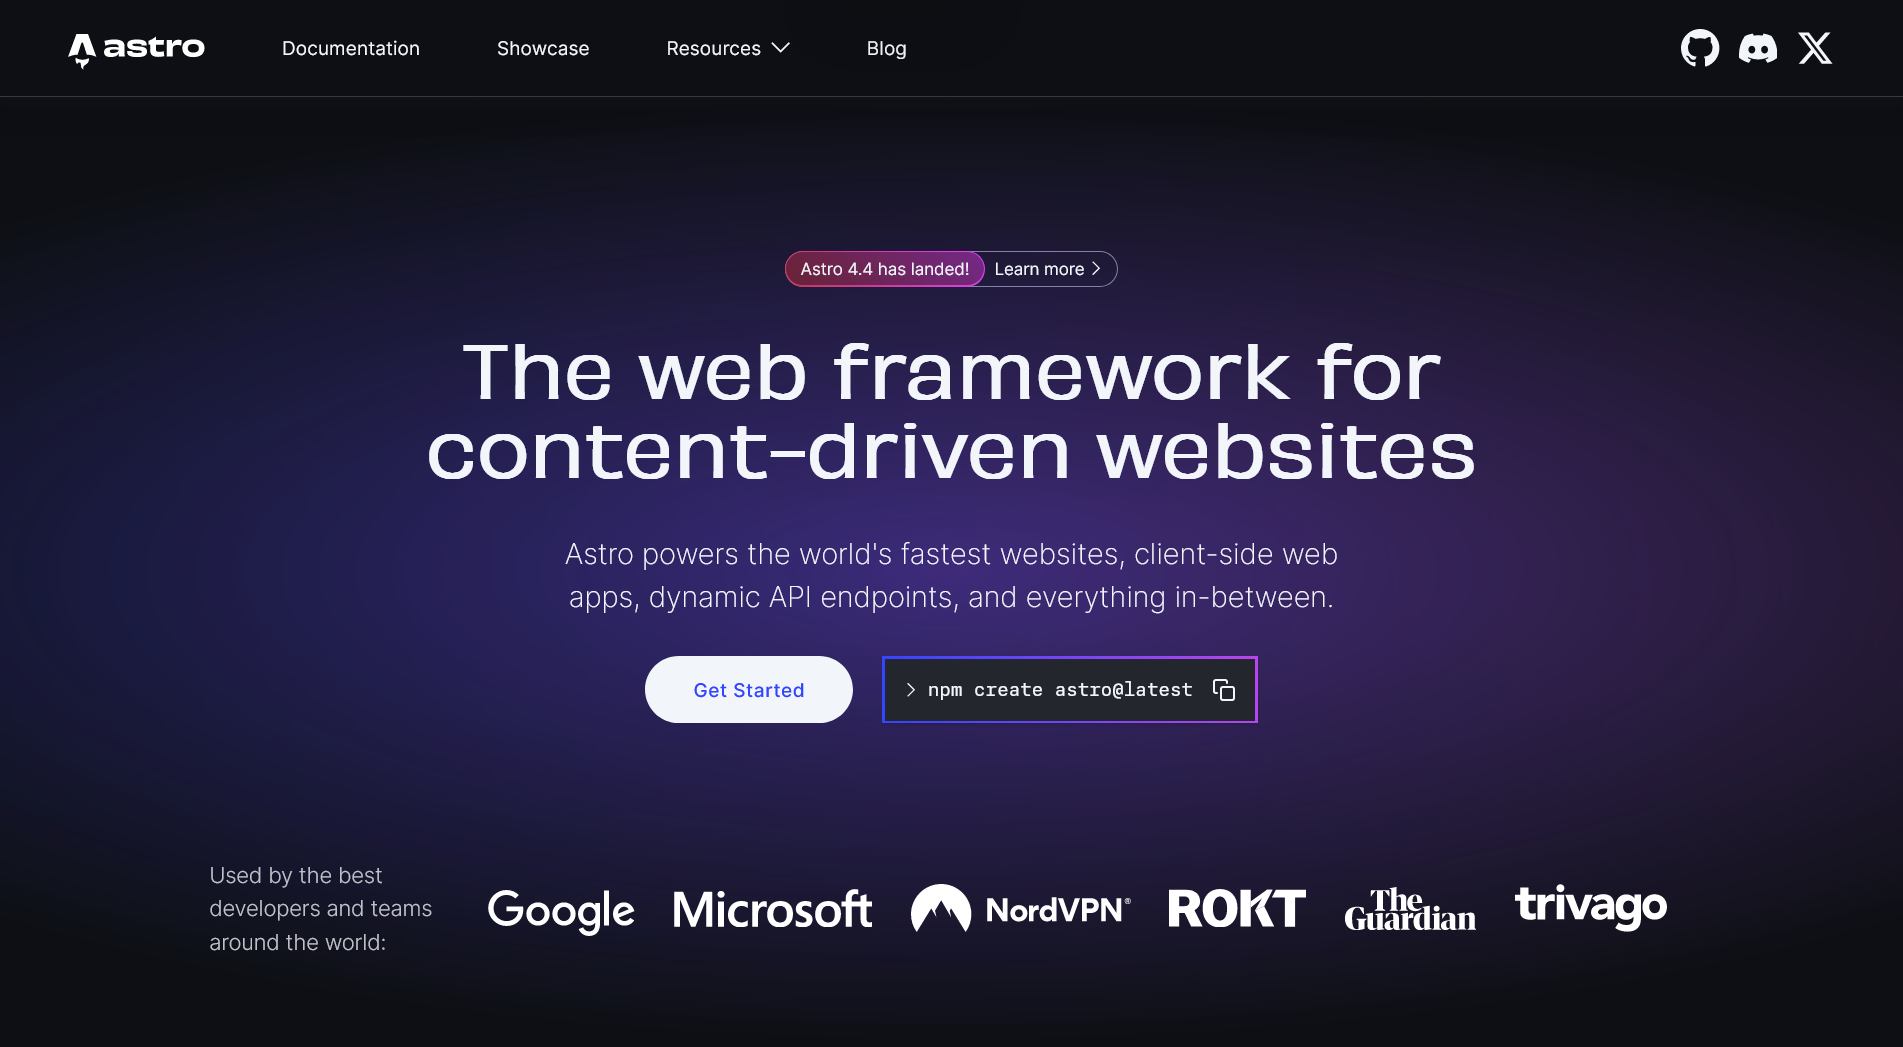 astro
Documentation
Showcase
Resources
Blog
Astro 4.4 has landed!
Learn more
The web framework for
content-driven websites
Astro powers the world's fastest websites, client-side web
apps, dynamic API endpoints, and everything in-between.
Get Started
> npm create astro@latest
Used by the best
developers and teams
around the world:
Google
Microsoft
NordVPN®
ROKT
The
Guardian
trivago